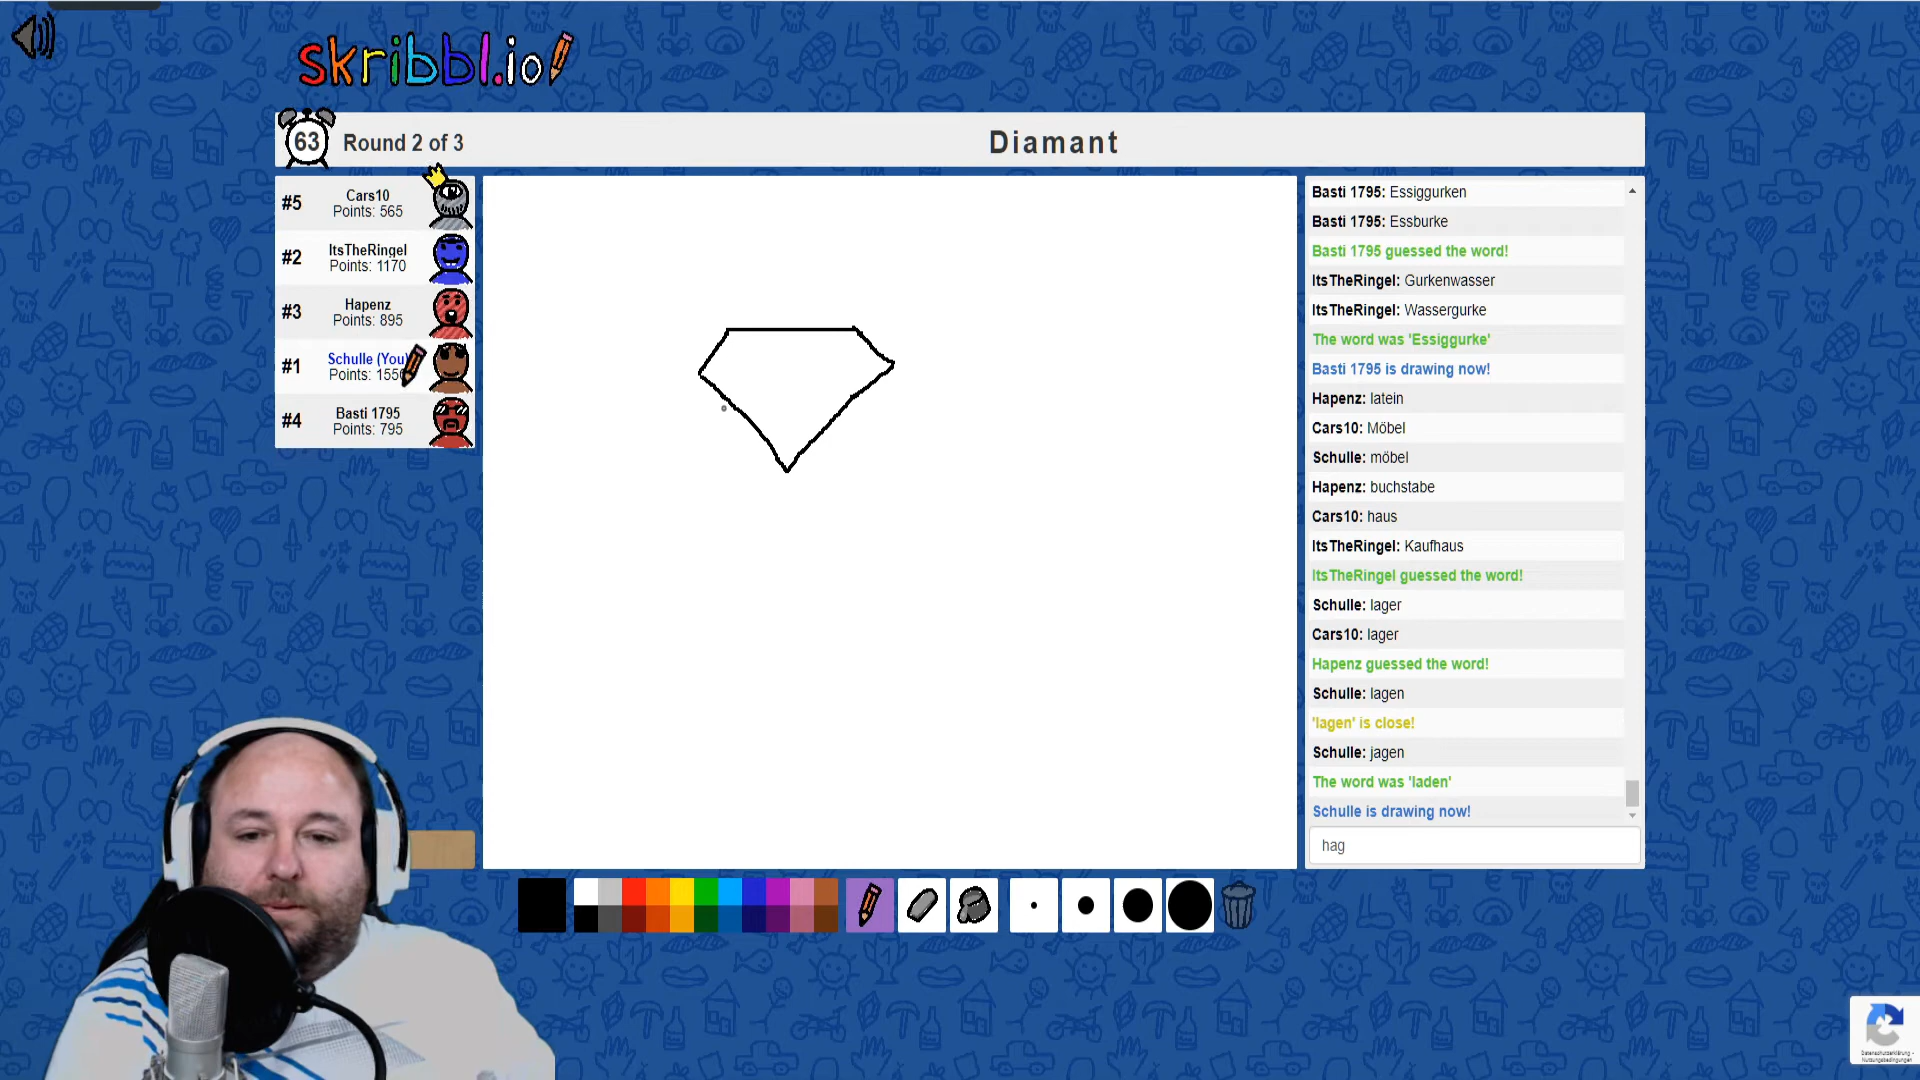 skribbl.io
63
Round 2 of 3
Diamant
#5
Cars10
Points: 565
#2
ItsTheRingel
Points: 1170
#3
Hapenz
Points: 895
#1
Schulle (You)
Points: 1550
#4
Basti 1795
Points: 795
Basti 1795: Essiggurken
Basti 1795: Essburke
Basti 1795 guessed the word!
ItsTheRingel: Gurkenwasser
ItsTheRingel: Wassergurke
The word was 'Essiggurke'
Basti 1795 is drawing now!
Hapenz: latein
Cars10: Möbel
Schulle: möbel
Hapenz: buchstabe
Cars10: haus
ItsTheRingel: Kaufhaus
ItsTheRingel guessed the word!
Schulle: lager
Cars10: lager
Hapenz guessed the word!
Schulle: lagen
'lagen' is close!
Schulle: jagen
The word was 'laden'
Schulle is drawing now!
hag
Datenschutzerklärung -
Nutzungsbedingungen